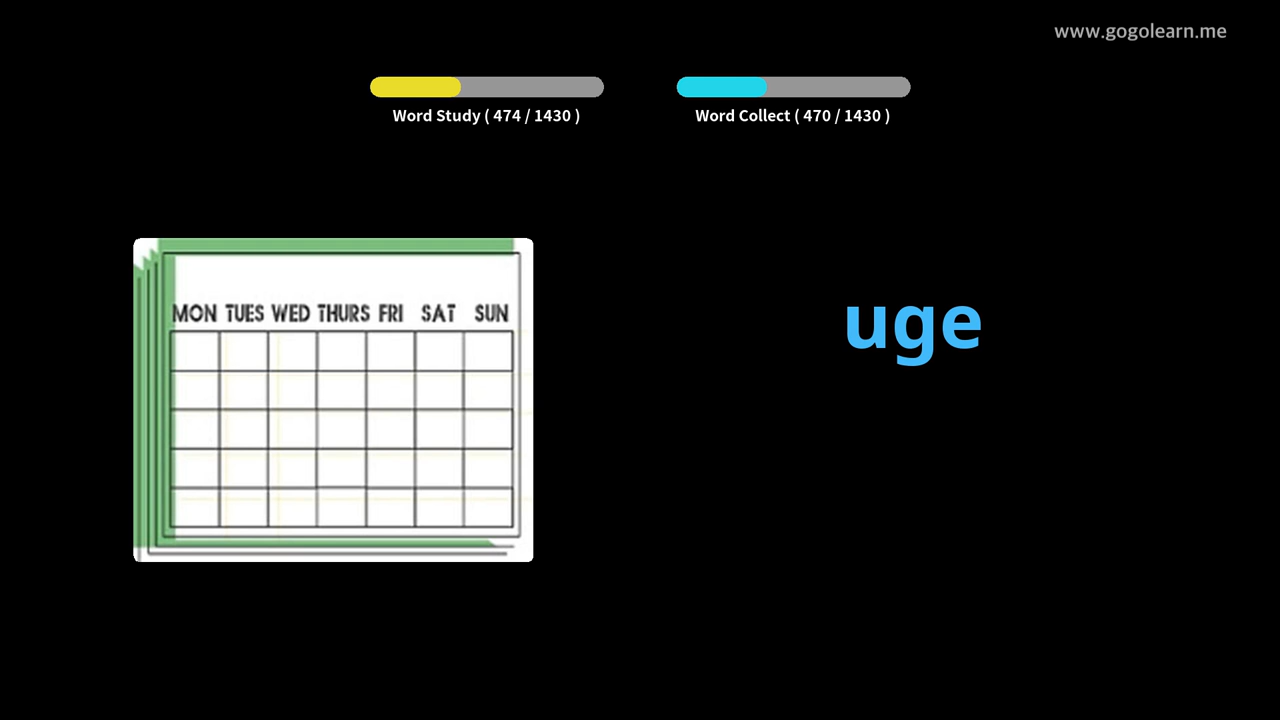 www.gogolearn.me
Word Study ( 474 / 1430 )
Word Collect ( 470 / 1430 )
MON TUES WED THURS FRI SAT SUN
uge